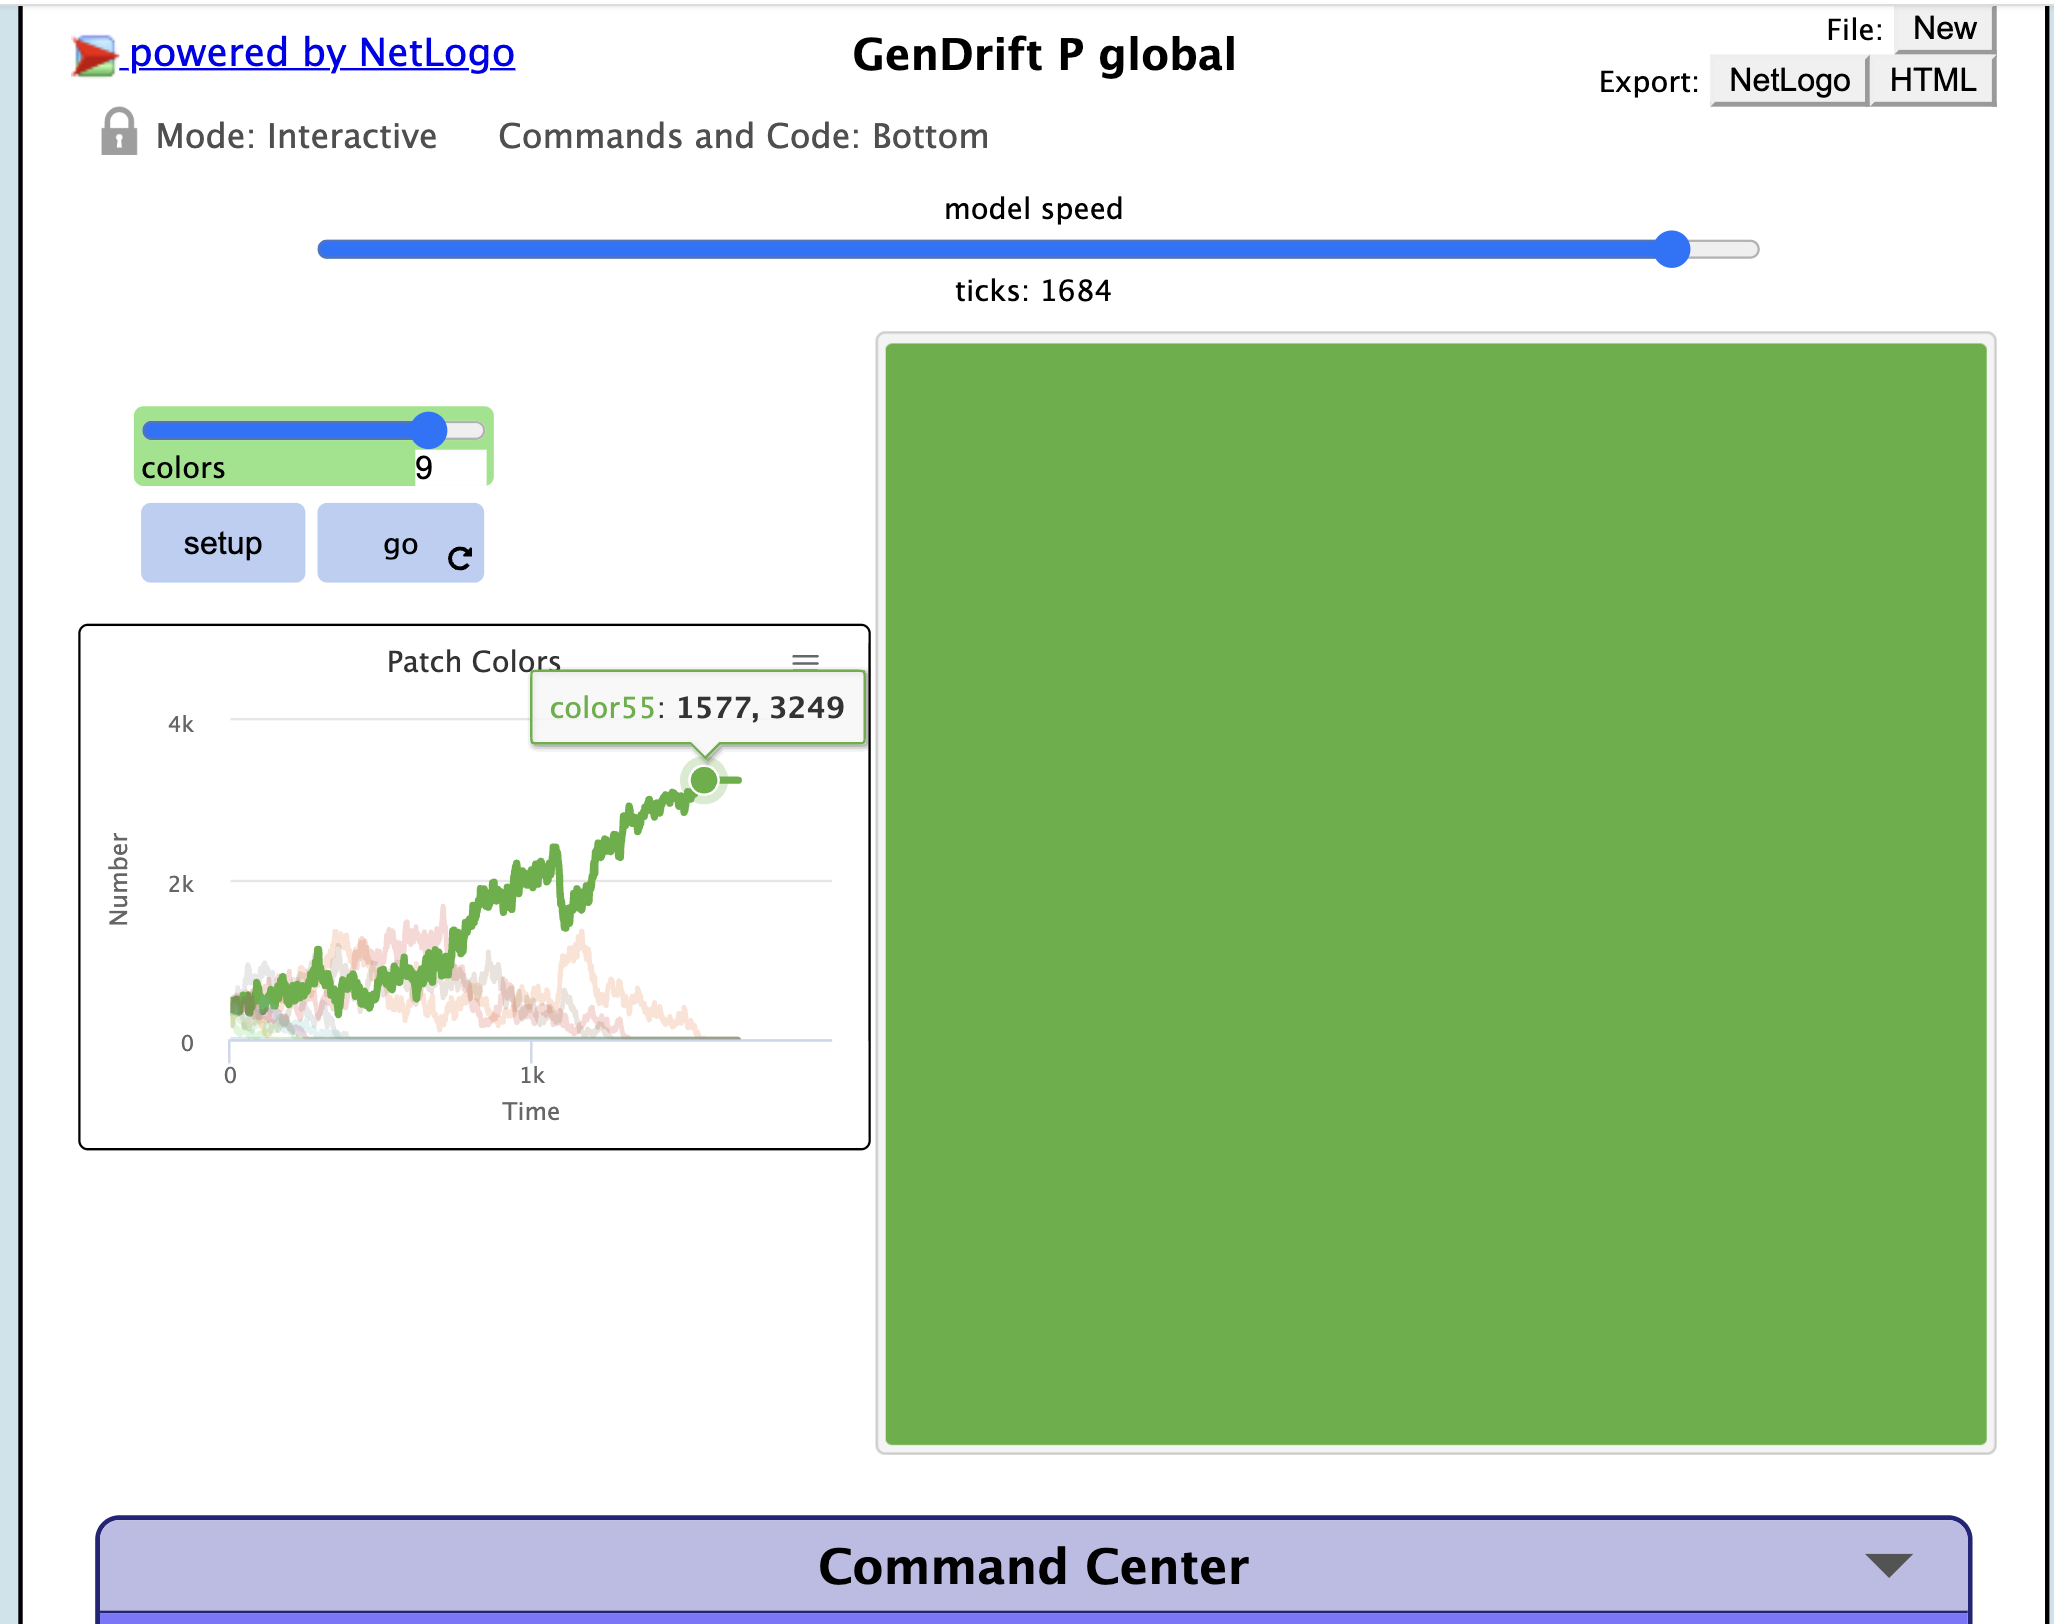 powered by NetLogo
GenDrift P global
File: New
Export: NetLogo HTML
Mode: Interactive Commands and Code: Bottom
model speed
ticks: 1684
colors 9
setup go
Patch Colors
color55: 1577, 3249
4k
2k
0
Number
0 1k
Time
Command Center